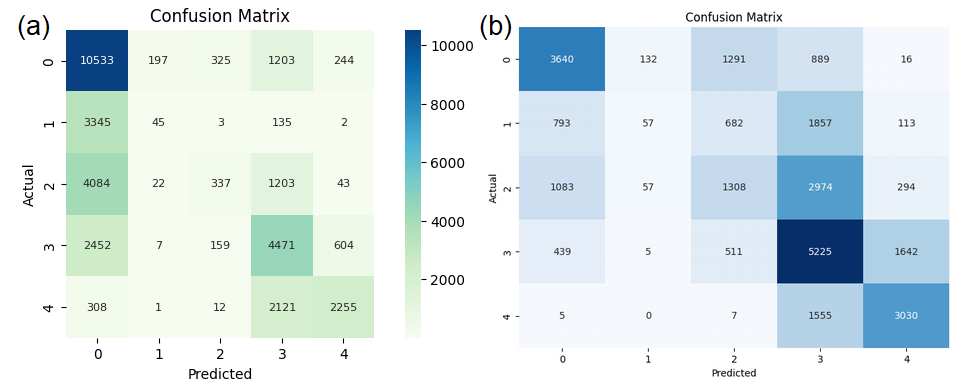 (a) Confusion Matrix
0 10533 197 325 1203 244
1 3345 45 3 135 2
2 4084 22 337 1203 43
3 2452 7 159 4471 604
4 308 1 12 2121 2255
0 1 2 3 4
Actual
Predicted
10000
8000
6000
4000
2000
(b) Confusion Matrix
0 3640 132 1291 889 16
1 793 57 682 1857 113
2 1083 57 1308 2974 294
3 439 5 511 5225 1642
4 5 0 7 1555 3030
0 1 2 3 4
Actual
Predicted